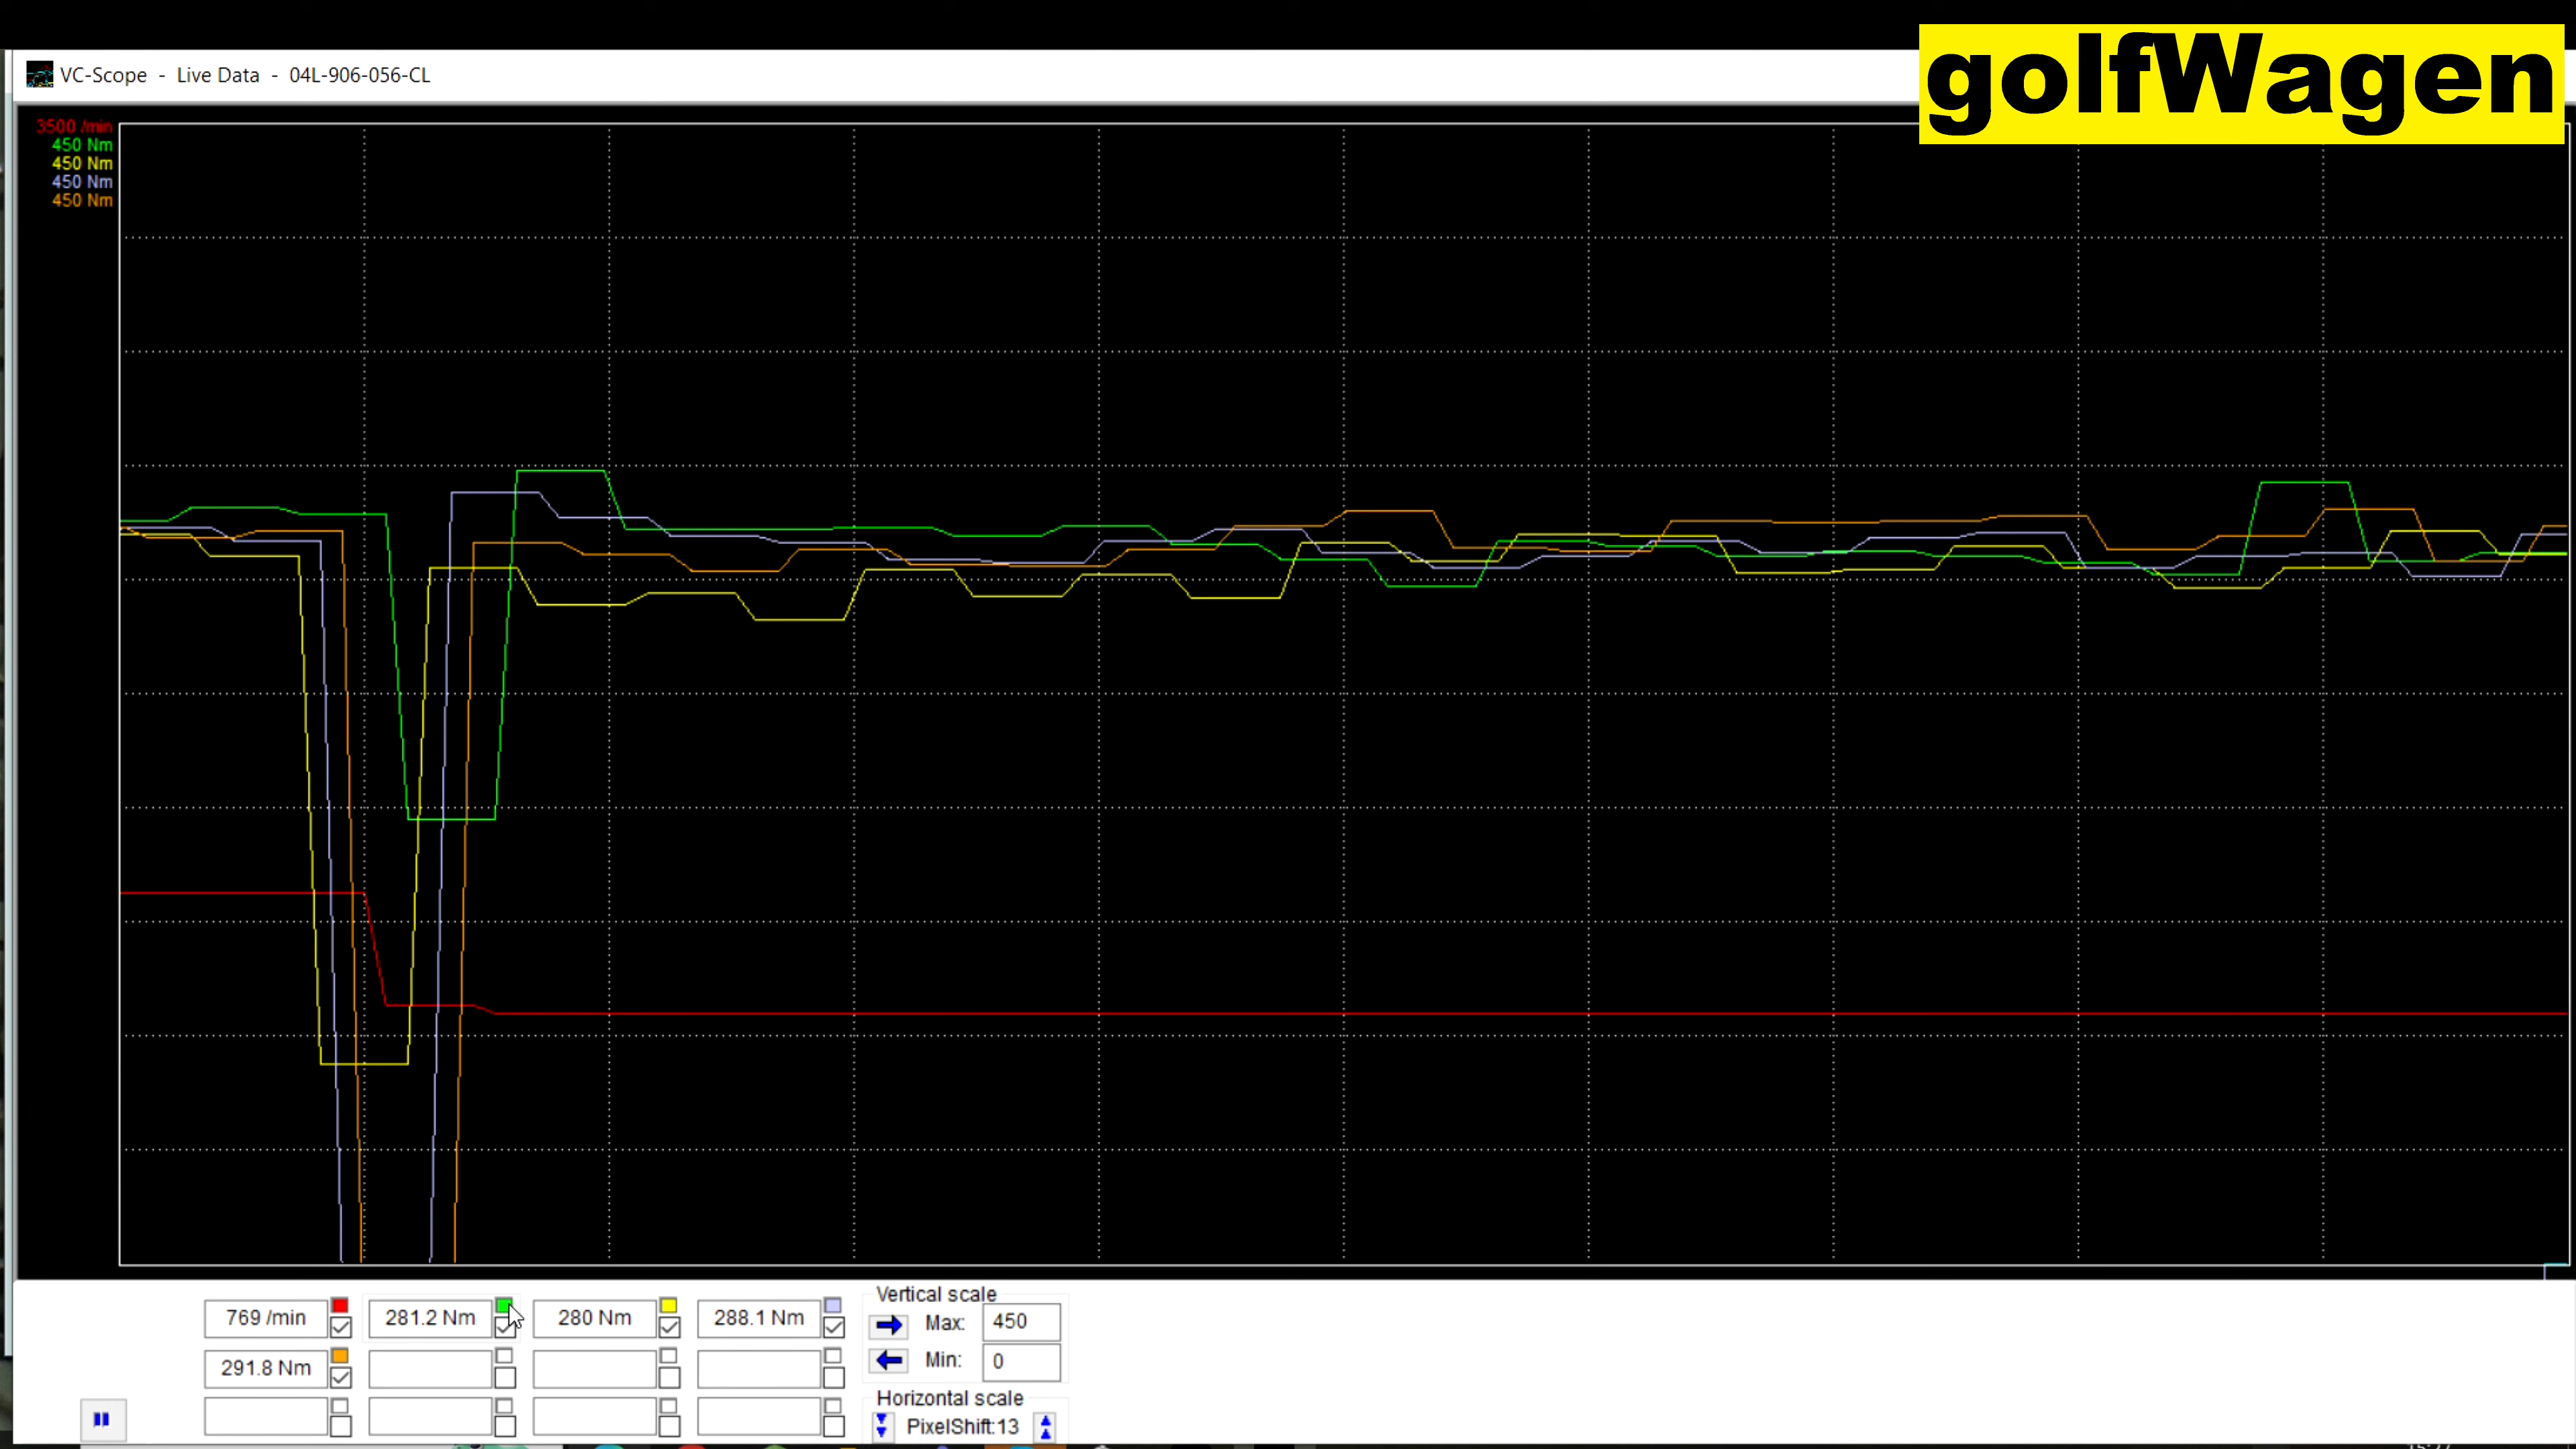 golfWagen
VC-Scope - Live Data - 04L-906-056-CL
3500 /min
450 Nm
450 Nm
450 Nm
450 Nm
769 /min
281.2 Nm
280 Nm
288.1 Nm
291.8 Nm
Vertical scale
Max: 450
Min: 0
Horizontal scale
PixelShift:13